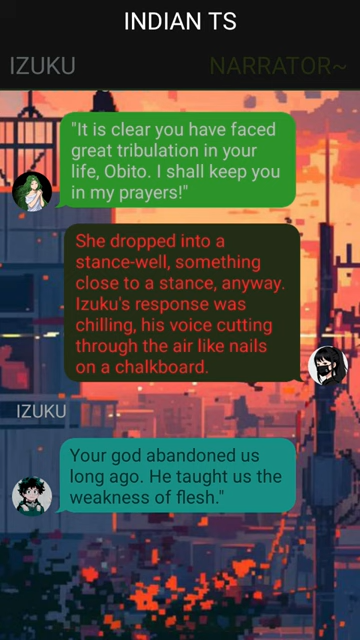 INDIAN TS
IZUKU
NARRATOR~
"It is clear you have faced
great tribulation in your
life, Obito. I shall keep you
in my prayers!"
She dropped into a
stance-well, something
close to a stance, anyway.
Izuku's response was
chilling, his voice cutting
through the air like nails
on a chalkboard.
IZUKU
Your god abandoned us
long ago. He taught us the
weakness of flesh."